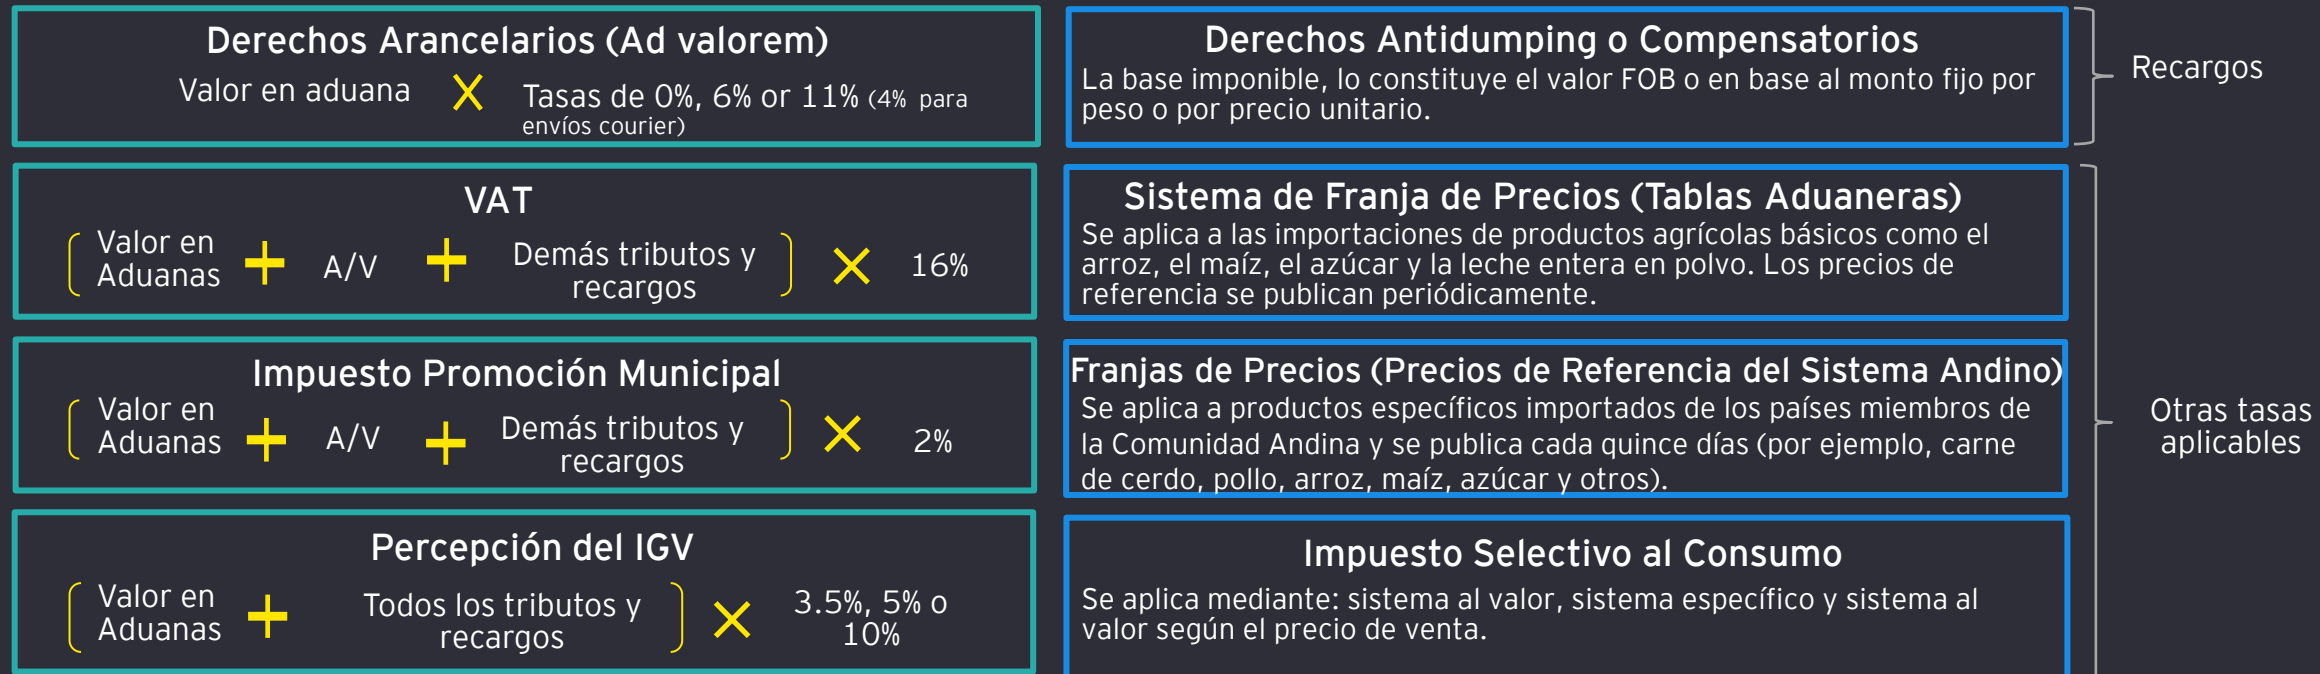 Derechos Arancelarios (Ad valorem)
Valor en aduana × Tasas de 0%, 6% or 11% (4% para
envíos courier)
Derechos Antidumping o Compensatorios
La base imponible, lo constituye el valor FOB o en base al monto fijo por
peso o por precio unitario.
Recargos
VAT
Valor en
Aduanas
+
A/V
+
Demás tributos y
recargos
×
16%
Sistema de Franja de Precios (Tablas Aduaneras)
Se aplica a las importaciones de productos agrícolas básicos como el
arroz, el maíz, el azúcar y la leche entera en polvo. Los precios de
referencia se publican periódicamente.
Impuesto Promoción Municipal
Valor en
Aduanas
+
A/V
+
Demás tributos y
recargos
×
2%
Franjas de Precios (Precios de Referencia del Sistema Andino)
Se aplica a productos específicos importados de los países miembros de
la Comunidad Andina y se publica cada quince días (por ejemplo, carne
de cerdo, pollo, arroz, maíz, azúcar y otros).
Otras tasas
aplicables
Percepción del IGV
Valor en
Aduanas
+
Todos los tributos y
recargos
×
3.5%, 5% o
10%
Impuesto Selectivo al Consumo
Se aplica mediante: sistema al valor, sistema específico y sistema al
valor según el precio de venta.